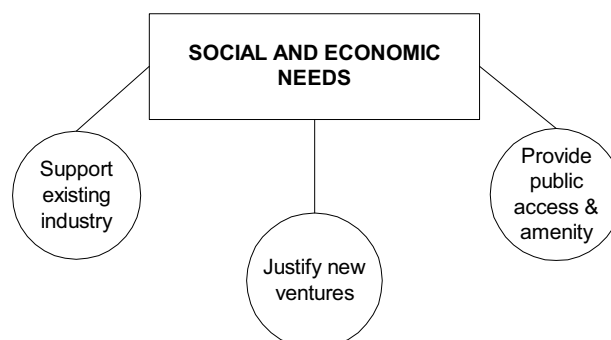 SOCIAL AND ECONOMIC
NEEDS
Support
existing
industry
Justify new
ventures
Provide
public
access &
amenity